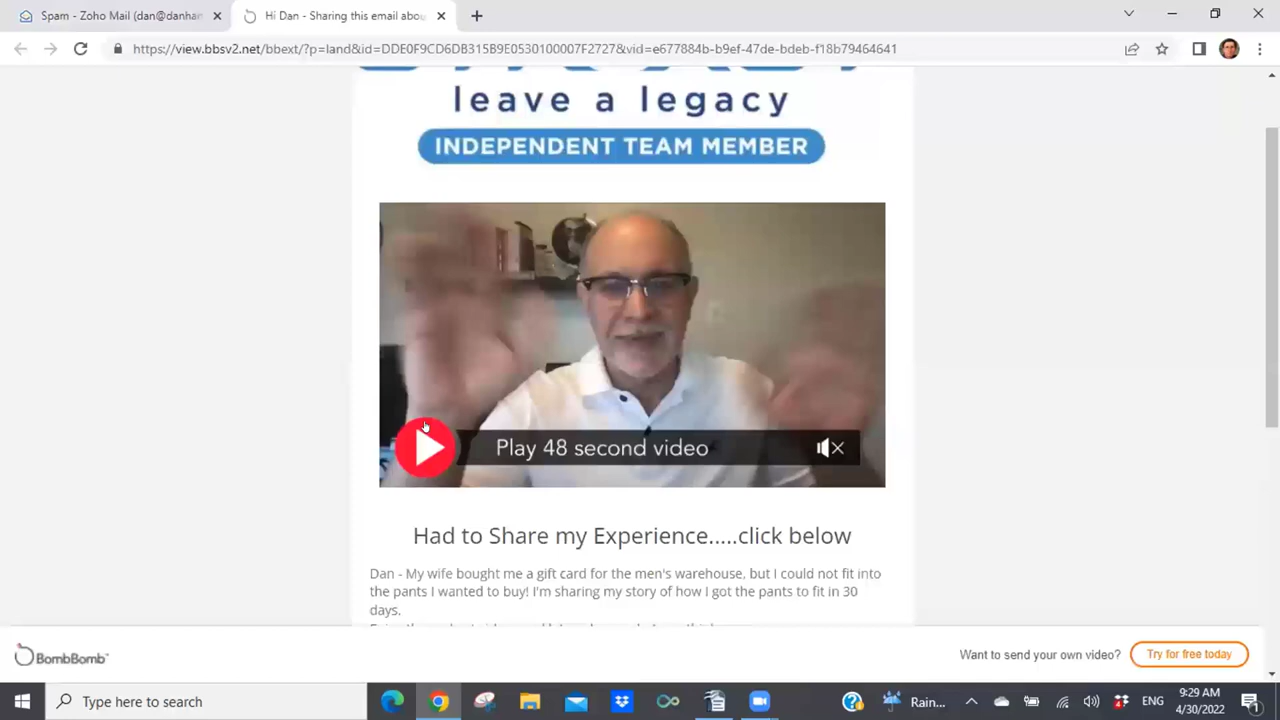 Spam - Zoho Mail (dan@danhan
Hi Dan - Sharing this email abou
https://view.bbsv2.net/bbext/?p=land&id=DDE0F9CD6DB315B9E0530100007F2727&vid=e677884b-b9ef-47de-bdeb-f18b79464641
leave a legacy
INDEPENDENT TEAM MEMBER
Play 48 second video
Had to Share my Experience.....click below
Dan - My wife bought me a gift card for the men's warehouse, but I could not fit into
the pants I wanted to buy! I'm sharing my story of how I got the pants to fit in 30
days.
BombBomb
Want to send your own video?
Try for free today
Type here to search
Rain...
ENG
9:29 AM
4/30/2022
1